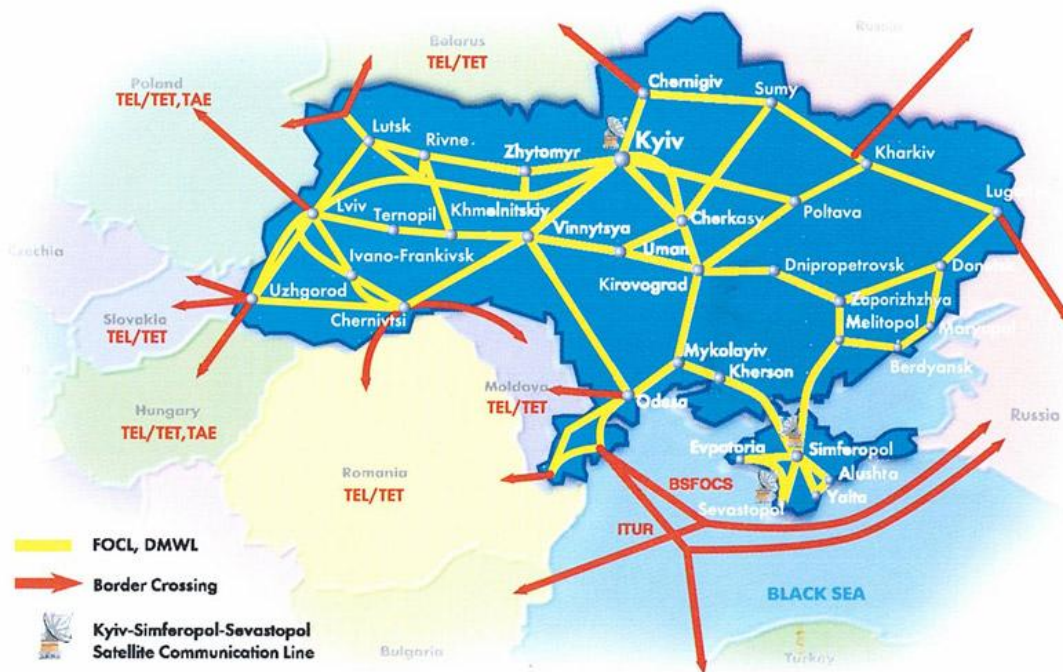 Belarus
TEL/TET
Russia
Poland
TEL/TET, TAE
Chernigiv
Sumy
Lutsk
Rivne
Zhytomyr
Kyiv
Kharkiv
Lviv
Ternopil
Khmelnitskiy
Vinnytsya
Cherkasy
Poltava
Uman
Ivano-Frankivsk
Kirovograd
Dnipropetrovsk
Czechia
Uzhgorod
Chernivtsi
Zaporizhzhya
Slovakia
TEL/TET
Melitopol
Berdyansk
Mykolayiv
Kherson
Moldova
TEL/TET
Odesa
Hungary
TEL/TET, TAE
Russia
Evpatoria
Simferopol
Romania
TEL/TET
BSFOCS
Alushta
Yalta
Sevastopol
ITUR
FOCL, DMWL
Border Crossing
BLACK SEA
Kyiv-Simferopol-Sevastopol
Satellite Communication Line
Bulgaria
Turkey